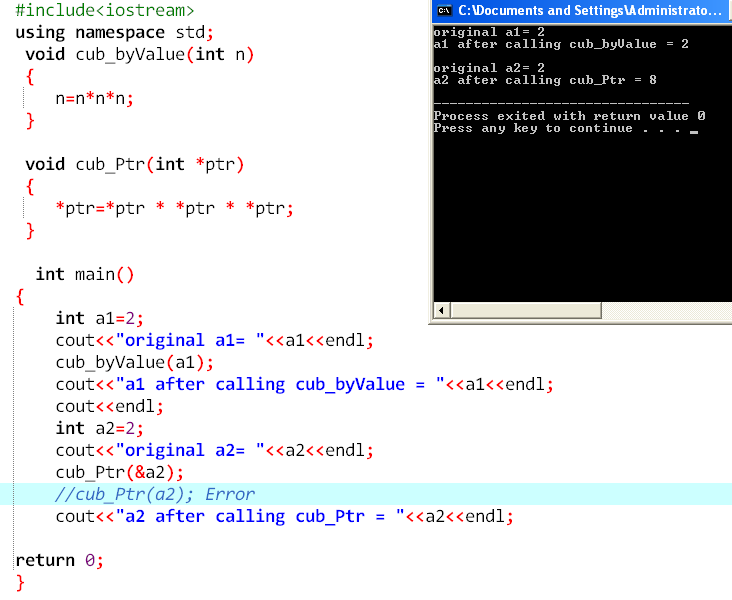 #include<iostream>
using namespace std;
void cub_byValue(int n)
{
n=n*n*n;
}
void cub_Ptr(int *ptr)
{
*ptr=*ptr * *ptr * *ptr;
}
int main()
{
int a1=2;
cout<<"original a1= "<<a1<<endl;
cub_byValue(a1);
cout<<"a1 after calling cub_byValue = "<<a1<<endl;
cout<<endl;
int a2=2;
cout<<"original a2= "<<a2<<endl;
cub_Ptr(&a2);
//cub_Ptr(a2); Error
cout<<"a2 after calling cub_Ptr = "<<a2<<endl;
return 0;
}
C:\Documents and Settings\Administrato...
original a1= 2
a1 after calling cub_byValue = 2
original a2= 2
a2 after calling cub_Ptr = 8
--------------------------------
Process exited with return value 0
Press any key to continue . . . _